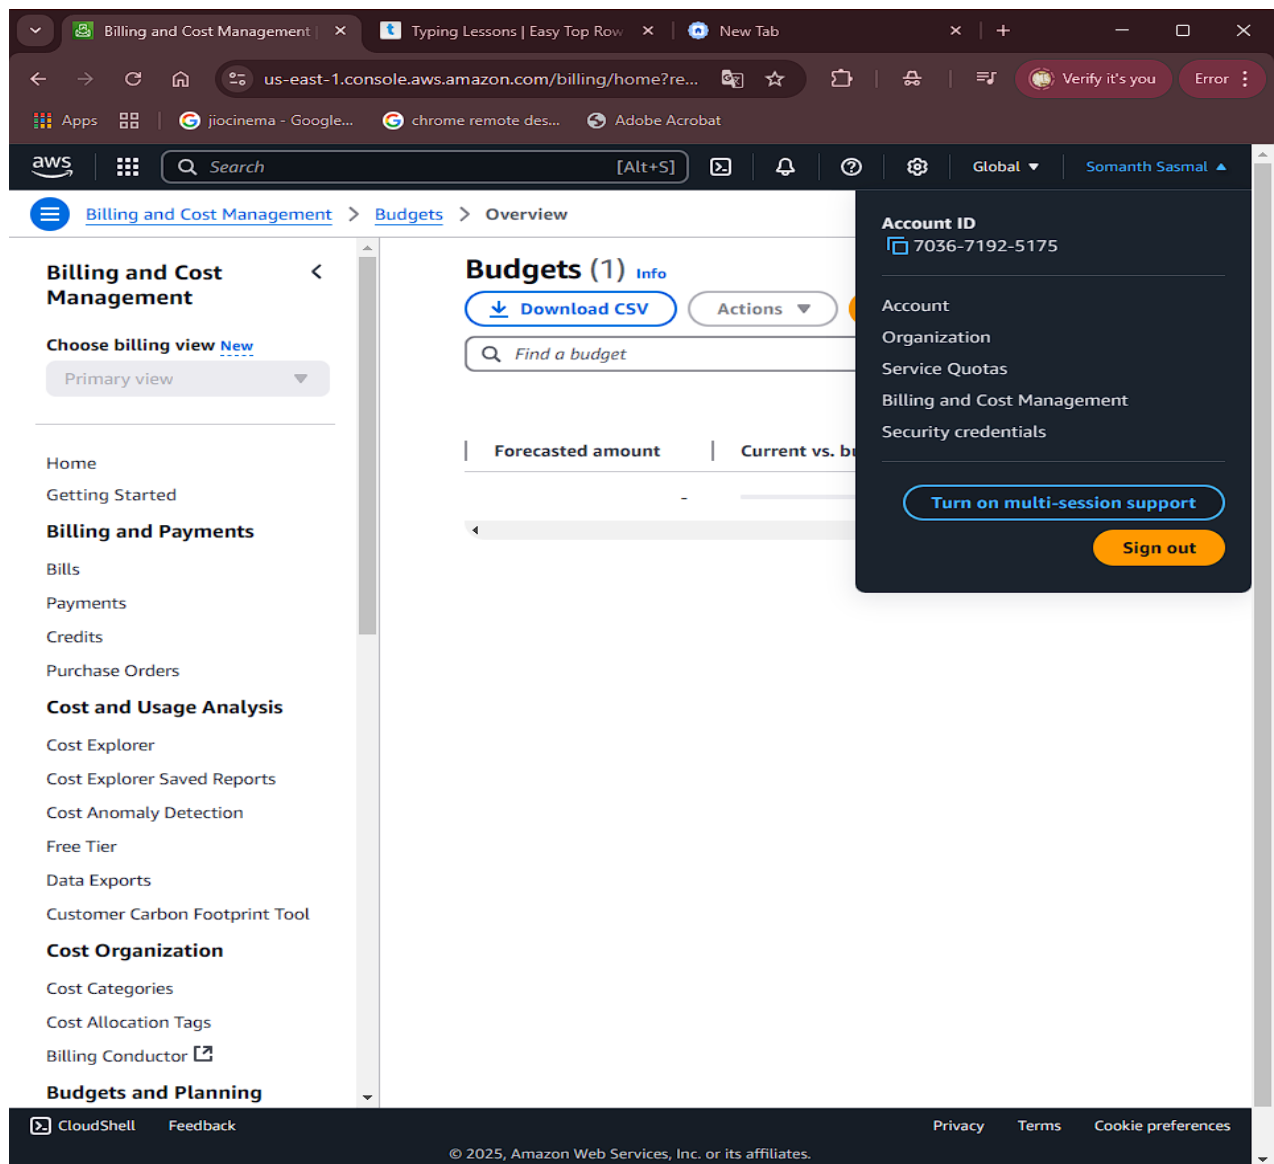 Billing and Cost Management |
Typing Lessons | Easy Top Row
New Tab
us-east-1.console.aws.amazon.com/billing/home?re...
Verify it's you
Error
Apps
jiocinema - Google...
chrome remote des...
Adobe Acrobat
aws
Search
[Alt+S]
Global
Somanth Sasmal
Billing and Cost Management > Budgets > Overview
Account ID
7036-7192-5175
Account
Organization
Service Quotas
Billing and Cost Management
Security credentials
Turn on multi-session support
Sign out
Billing and Cost
Management
Choose billing view New
Primary view
Home
Getting Started
Billing and Payments
Bills
Payments
Credits
Purchase Orders
Cost and Usage Analysis
Cost Explorer
Cost Explorer Saved Reports
Cost Anomaly Detection
Free Tier
Data Exports
Customer Carbon Footprint Tool
Cost Organization
Cost Categories
Cost Allocation Tags
Billing Conductor
Budgets and Planning
Budgets (1) Info
Download CSV
Actions
Find a budget
Forecasted amount
Current vs. bu
-
CloudShell
Feedback
Privacy
Terms
Cookie preferences
© 2025, Amazon Web Services, Inc. or its affiliates.